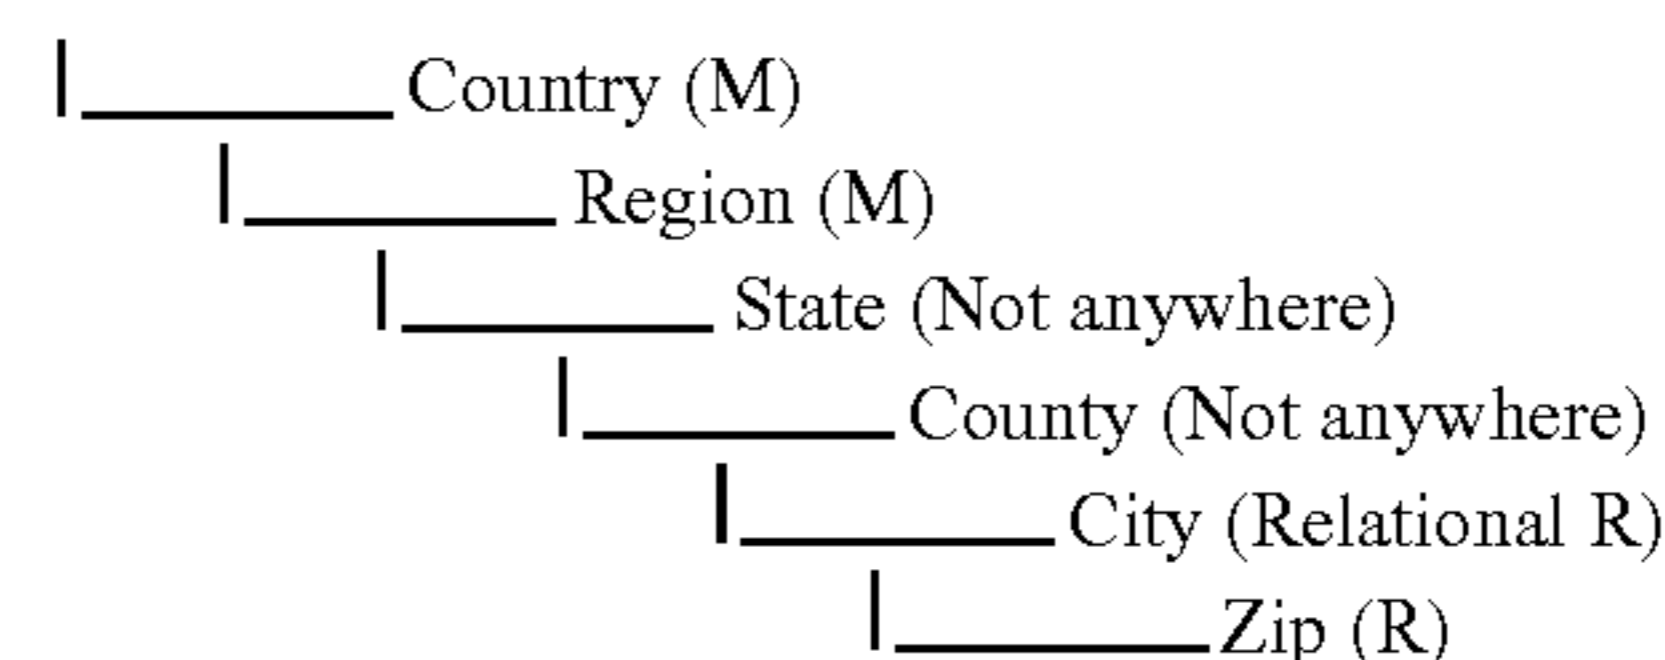 Country (M)
Region (M)
State (Not anywhere)
County (Not anywhere)
City (Relational R)
Zip (R)